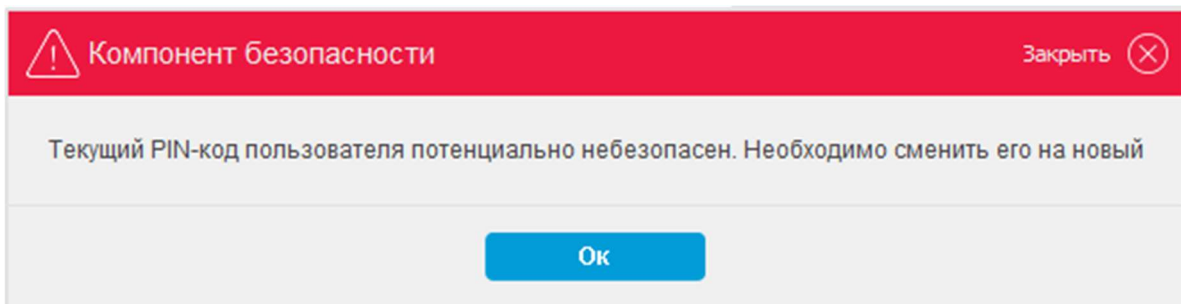 Компонент безопасности
Закрыть
Текущий PIN-код пользователя потенциально небезопасен. Необходимо сменить его на новый
Ок